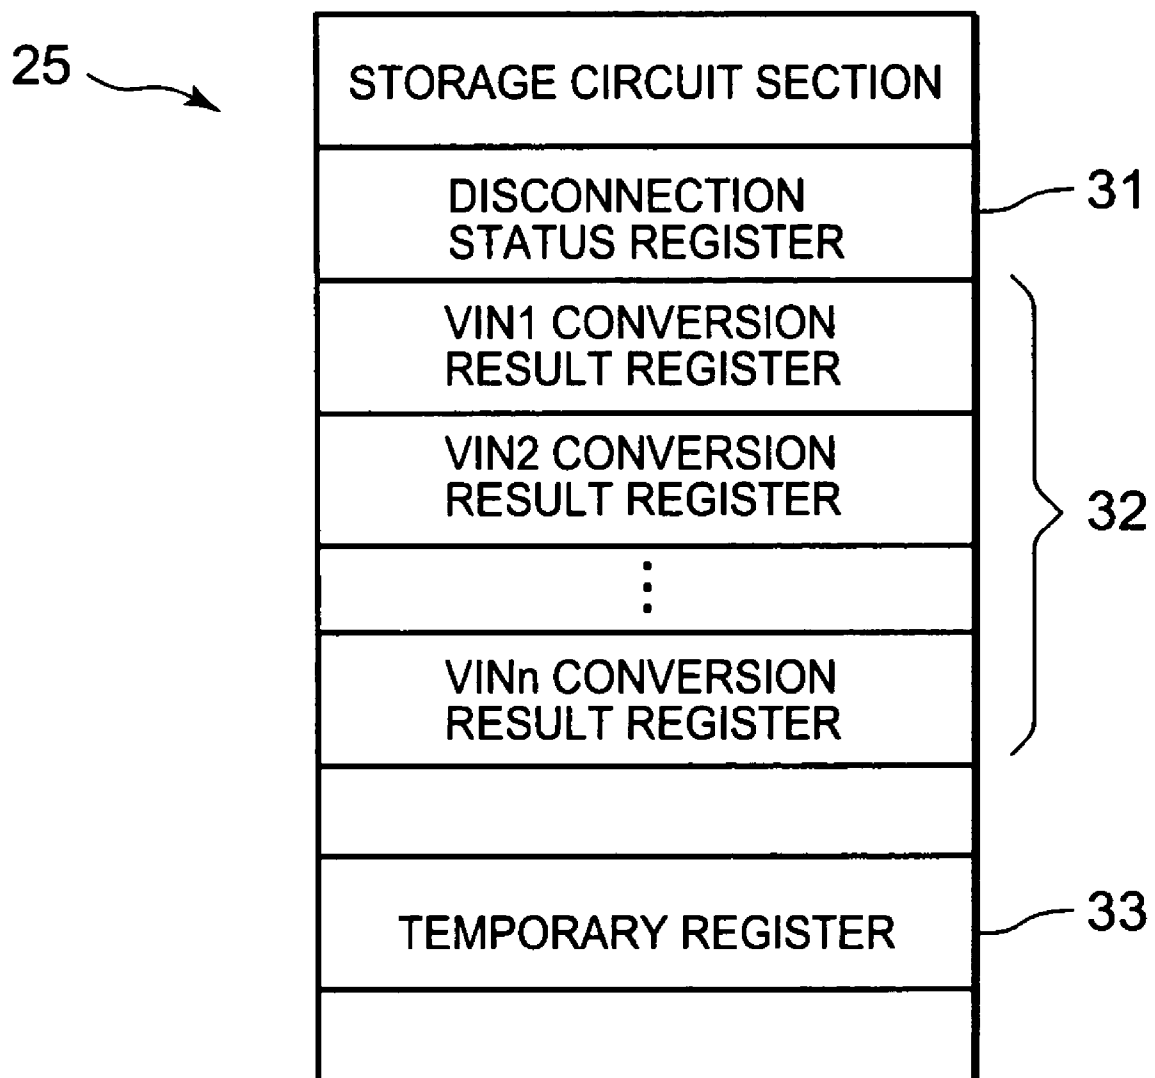 25
STORAGE CIRCUIT SECTION
DISCONNECTION
STATUS REGISTER
31
VIN1 CONVERSION
RESULT REGISTER
VIN2 CONVERSION
RESULT REGISTER
32
⋮
VINn CONVERSION
RESULT REGISTER
TEMPORARY REGISTER
33